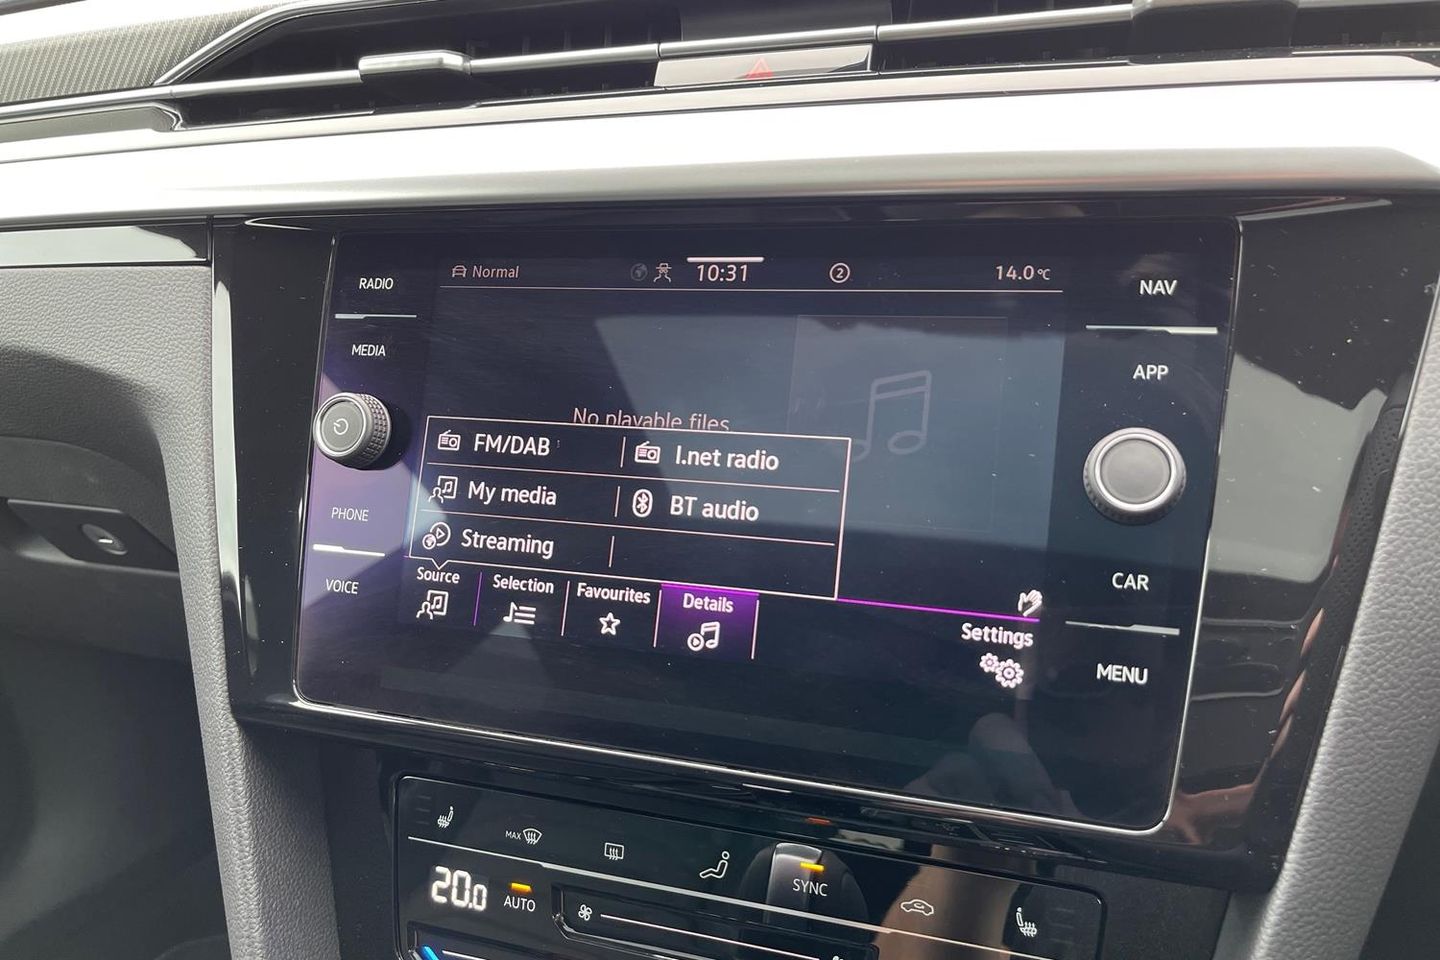 RADIO
MEDIA
PHONE
VOICE
Normal
10:31
2
14.0°C
No playable files
FM/DAB
I.net radio
My media
BT audio
Streaming
Source
Selection
Favourites
Details
Settings
NAV
APP
CAR
MENU
MAX
20.0
AUTO
SYNC